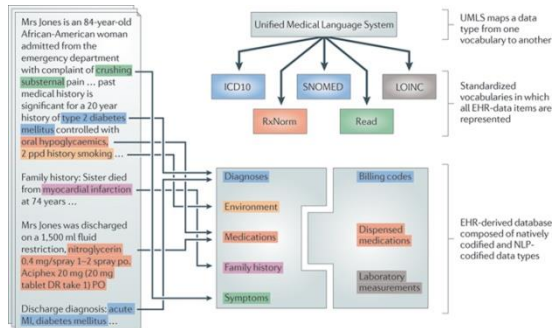 Mrs Jones is an 84-year-old
African-American woman
admitted from the
emergency department
with complaint of crushing
substernal pain ... past
medical history is
significant for a 20 year
history of type 2 diabetes
mellitus controlled with
oral hypoglycaemics,
2 ppd history smoking ...
Family history: Sister died
from myocardial infarction
at 74 years ...
Mrs Jones was discharged
on a 1,500 ml fluid
restriction, nitroglycerin
0.4 mg/spray 1–2 spray po,
Aciphex 20 mg (20 mg
tablet DR take 1) PO
Discharge diagnosis: acute
MI, diabetes mellitus ...
Unified Medical Language System
ICD10
SNOMED
LOINC
RxNorm
Read
UMLS maps a data
type from one
vocabulary to another
Standardized
vocabularies in which
all EHR-data items are
represented
Diagnoses
Environment
Medications
Family history
Symptoms
Billing codes
Dispensed
medications
Laboratory
measurements
EHR-derived database
composed of natively
codified and NLP-
codified data types